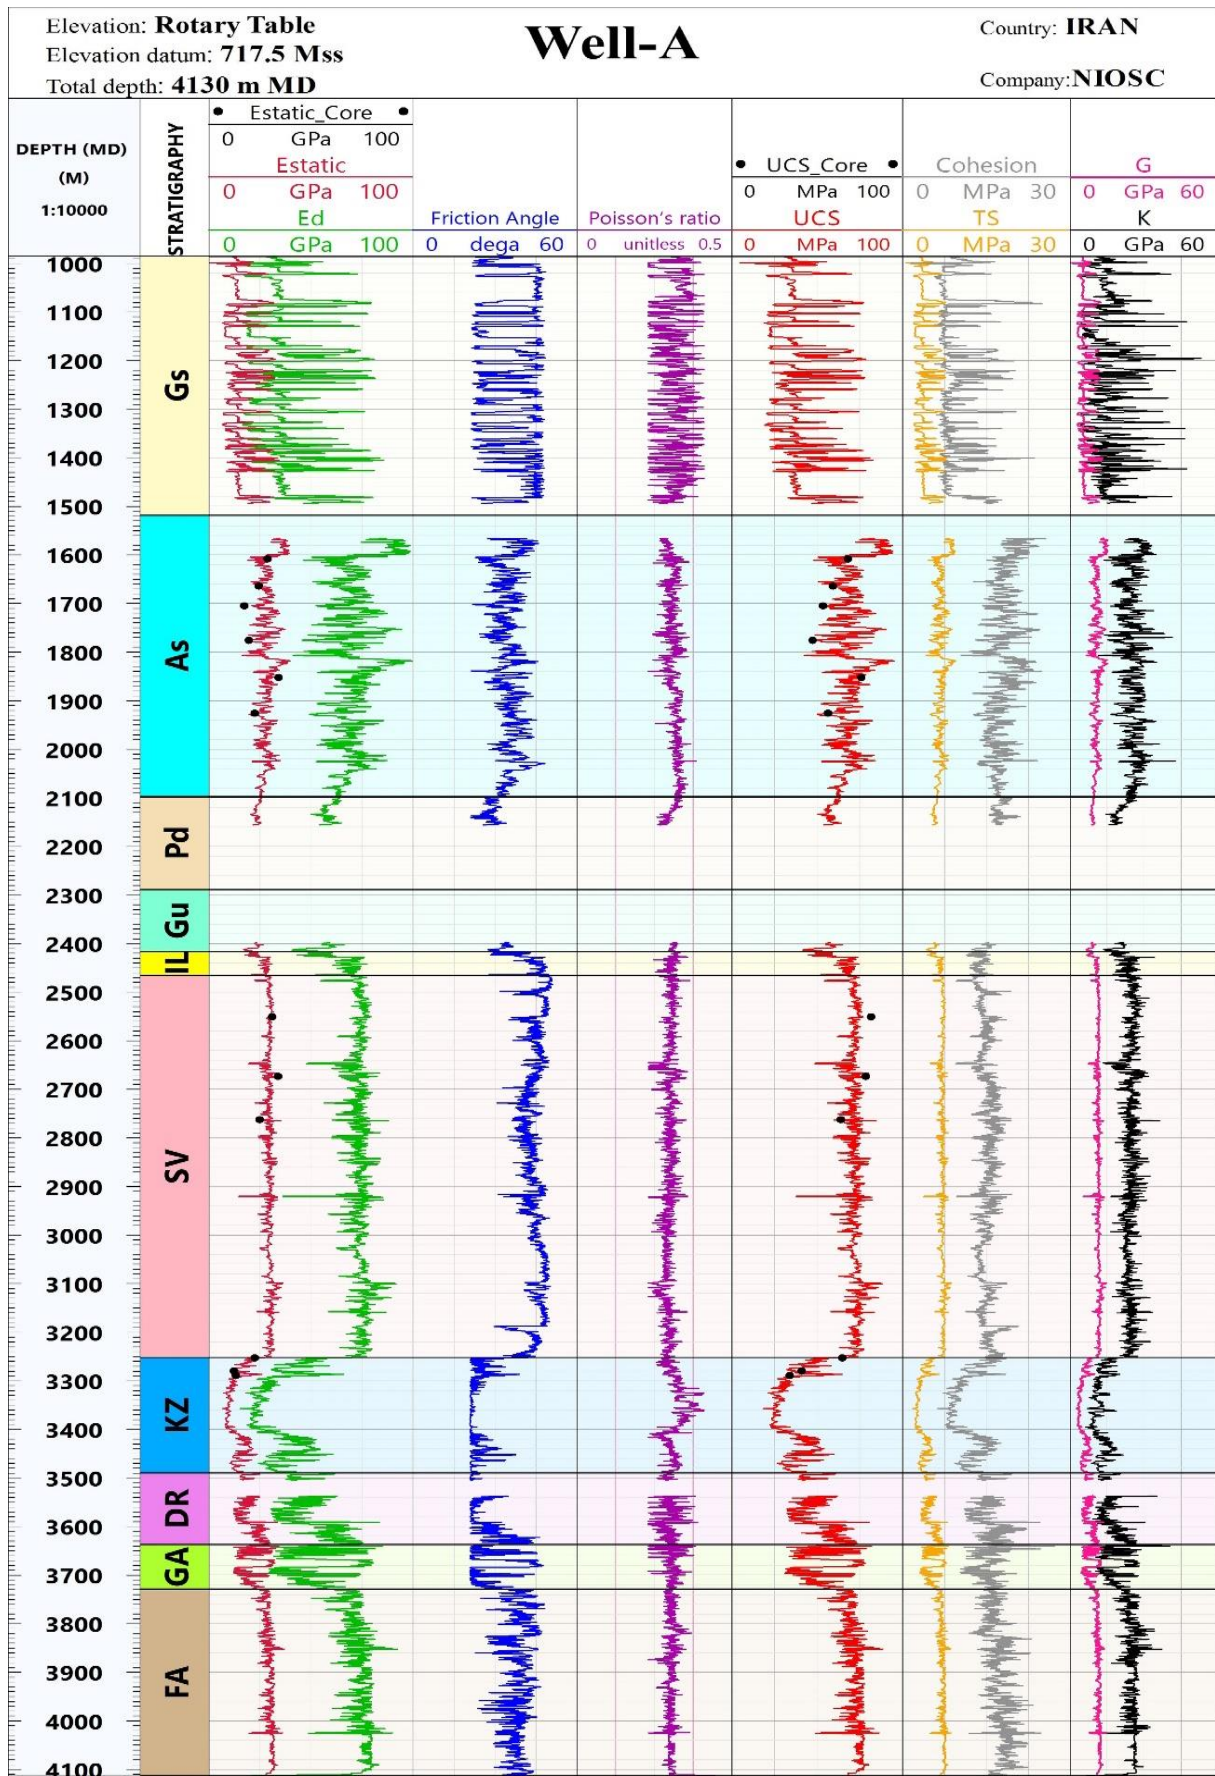 Elevation: Rotary Table
Elevation datum: 717.5 Mss
Total depth: 4130 m MD
Well-A
Country: IRAN
Company:NIOSC
DEPTH (MD)
(M)
1:10000
STRATIGRAPHY
Estatic_Core
0 GPa 100
Estatic
0 GPa 100
Ed
0 GPa 100
Friction Angle
0 dega 60
Poisson's ratio
0 unitless 0.5
UCS_Core
0 MPa 100
UCS
0 MPa 100
Cohesion
0 MPa 30
TS
0 MPa 30
G
0 GPa 60
K
0 GPa 60
1000
1100
1200
1300
1400
1500
1600
1700
1800
1900
2000
2100
2200
2300
2400
2500
2600
2700
2800
2900
3000
3100
3200
3300
3400
3500
3600
3700
3800
3900
4000
4100
Gs
As
Pd
Gu
IL
SV
KZ
DR
GA
FA